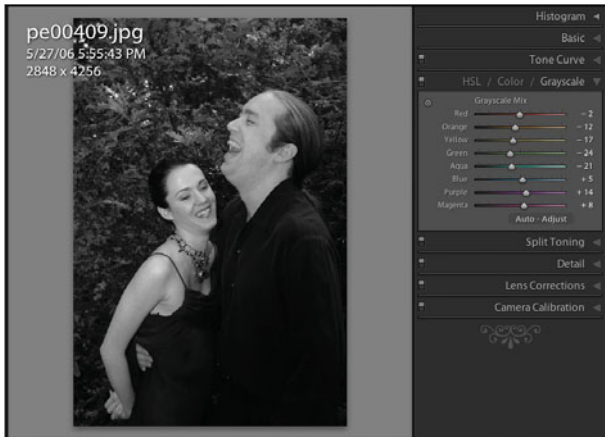 pe00409.jpg
5/27/06 5:55:43 PM
2848 x 4256
Histogram
Basic
Tone Curve
HSL / Color / Grayscale
Grayscale Mix
Red - 2
Orange - 12
Yellow - 17
Green - 24
Aqua - 21
Blue + 5
Purple + 14
Magenta + 8
Auto - Adjust
Split Toning
Detail
Lens Corrections
Camera Calibration